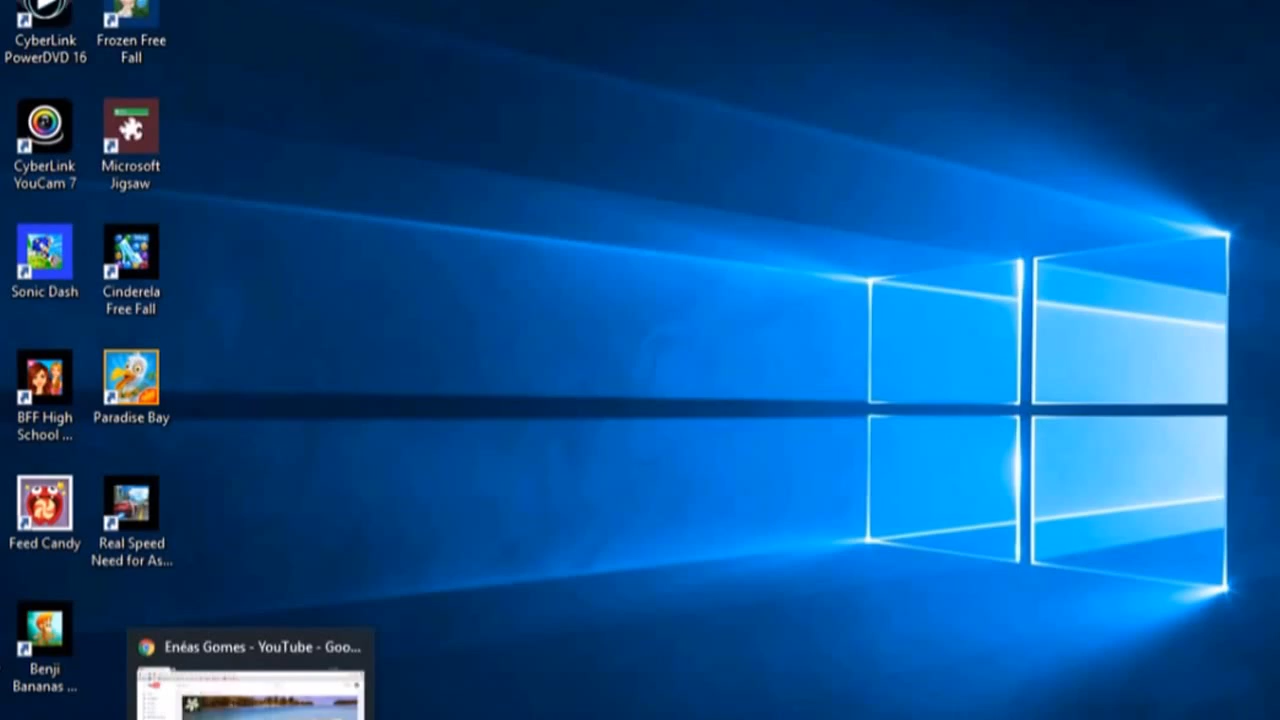 CyberLink
PowerDVD 16
Frozen Free
Fall
CyberLink
YouCam 7
Microsoft
Jigsaw
Sonic Dash
Cinderela
Free Fall
BFF High
School ...
Paradise Bay
Feed Candy
Real Speed
Need for As...
Benji
Bananas ...
Enéas Gomes - YouTube - Goo...